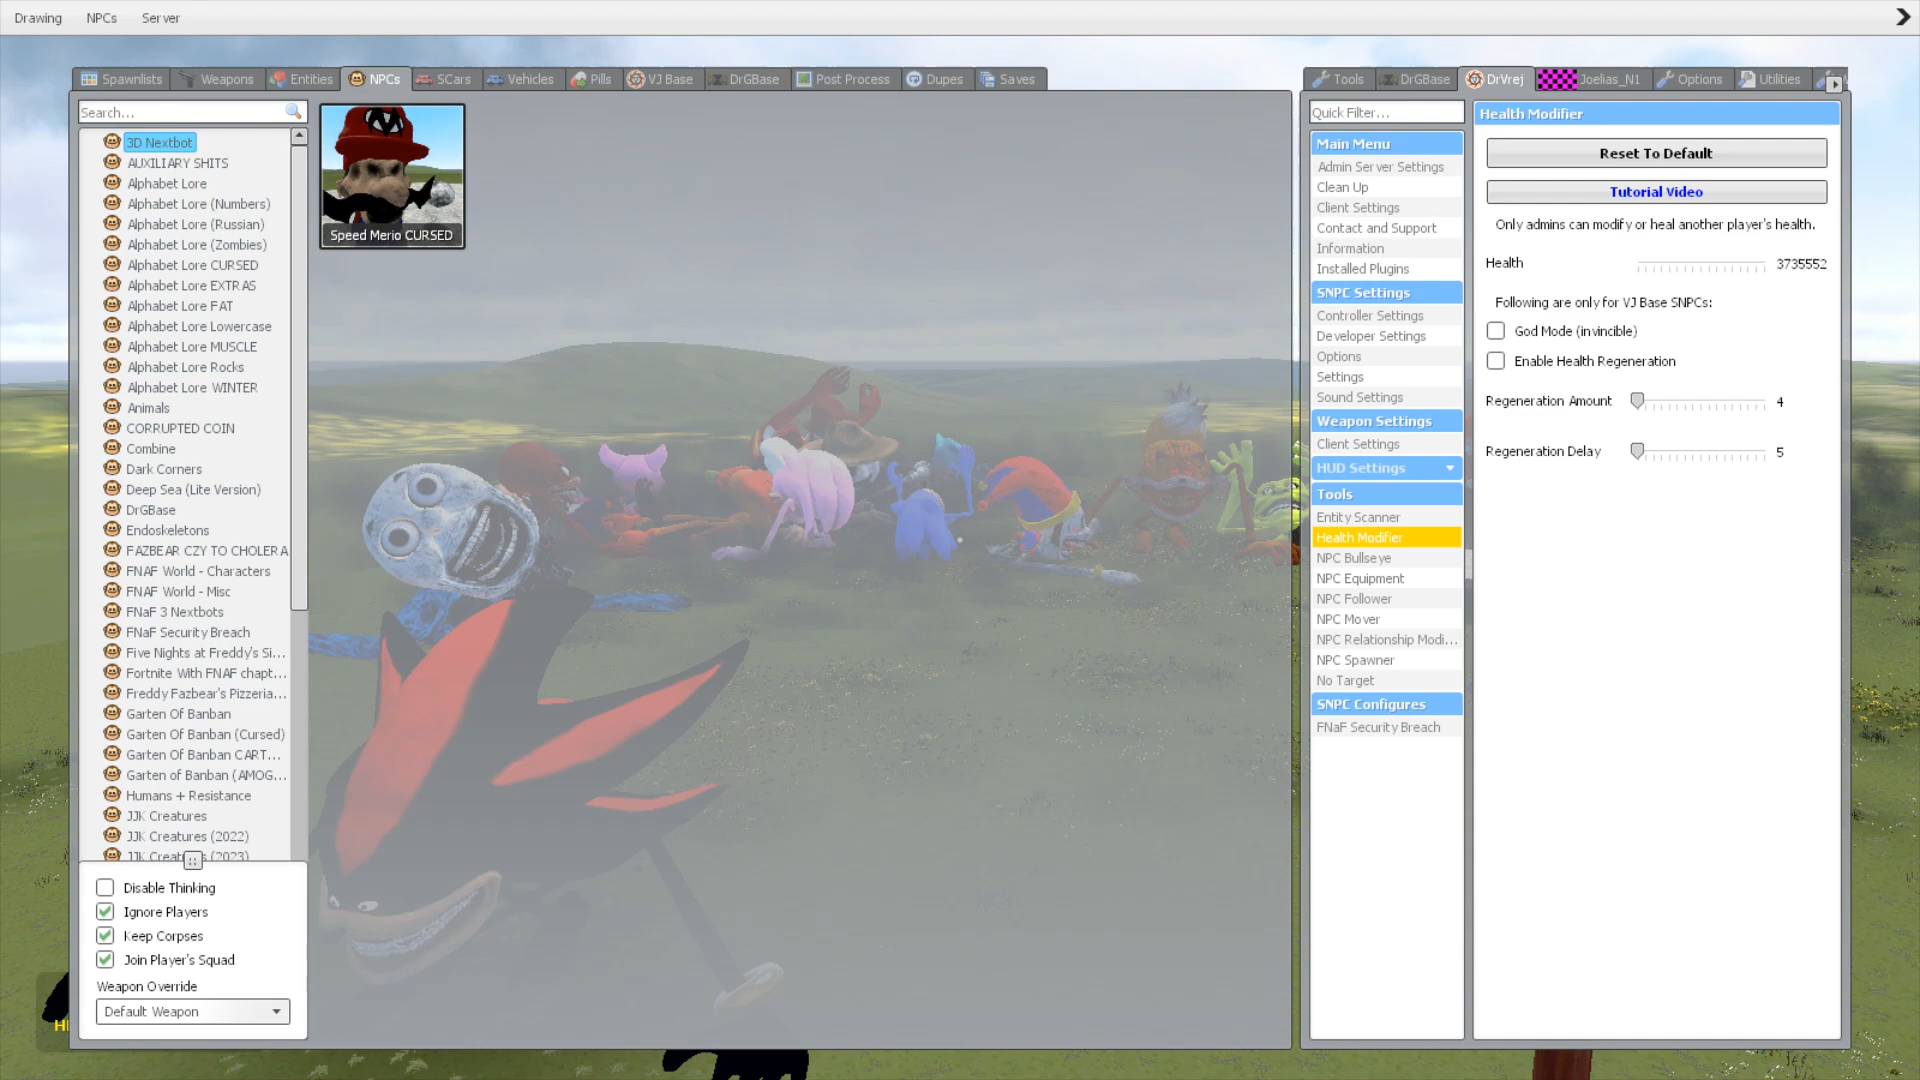 Drawing NPCs Server
Spawnlists Weapons Entities NPCs SCars Vehicles Pills VJ Base DrGBase Post Process Dupes Saves
Tools DrGBase DrVrej Joelias_N1 Options Utilities
Search...
3D Nextbot
AUXILIARY SHITS
Alphabet Lore
Alphabet Lore (Numbers)
Alphabet Lore (Russian)
Alphabet Lore (Zombies)
Alphabet Lore CURSED
Alphabet Lore EXTRAS
Alphabet Lore FAT
Alphabet Lore Lowercase
Alphabet Lore MUSCLE
Alphabet Lore Rocks
Alphabet Lore WINTER
Animals
CORRUPTED COIN
Combine
Dark Corners
Deep Sea (Lite Version)
DrGBase
Endoskeletons
FAZBEAR CZY TO CHOLERA
FNAF World - Characters
FNAF World - Misc
FNaF 3 Nextbots
FNaF Security Breach
Five Nights at Freddy's Si...
Fortnite With FNAF chapt...
Freddy Fazbear's Pizzeria...
Garten Of Banban
Garten Of Banban (Cursed)
Garten Of Banban CART...
Garten of Banban (AMOG...
Humans + Resistance
JJK Creatures
JJK Creatures (2022)
JJK Creatures (2023)
Disable Thinking
Ignore Players
Keep Corpses
Join Player's Squad
Weapon Override
Default Weapon
Speed Merio CURSED
Quick Filter...
Main Menu
Admin Server Settings
Clean Up
Client Settings
Contact and Support
Information
Installed Plugins
SNPC Settings
Controller Settings
Developer Settings
Options
Settings
Sound Settings
Weapon Settings
Client Settings
HUD Settings
Tools
Entity Scanner
Health Modifier
NPC Bullseye
NPC Equipment
NPC Follower
NPC Mover
NPC Relationship Modi...
NPC Spawner
No Target
SNPC Configures
FNaF Security Breach
Health Modifier
Reset To Default
Tutorial Video
Only admins can modify or heal another player's health.
Health 3735552
Following are only for VJ Base SNPCs:
God Mode (invincible)
Enable Health Regeneration
Regeneration Amount 4
Regeneration Delay 5